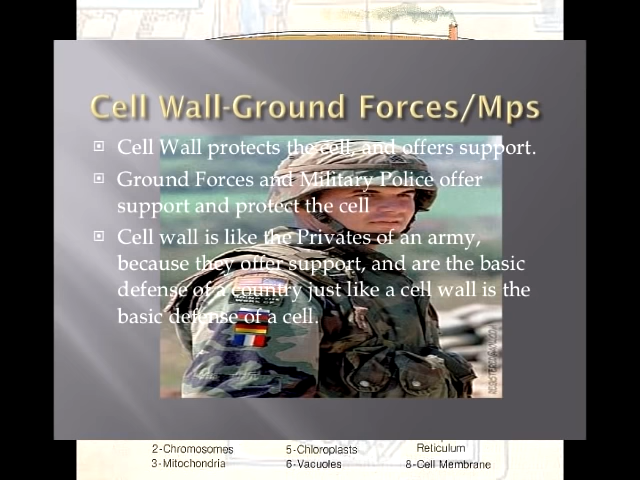 Cell Wall-Ground Forces/Mps
Cell Wall protects the cell, and offers support.
Ground Forces and Military Police offer
support and protect the cell
Cell wall is like the Privates of an army,
because they offer support, and are the basic
defense of a country just like a cell wall is the
basic defense of a cell.
2-Chromosomes 5-Chloroplasts Reticulum
3-Mitochondria 6-Vacuoles 8-Cell Membrane